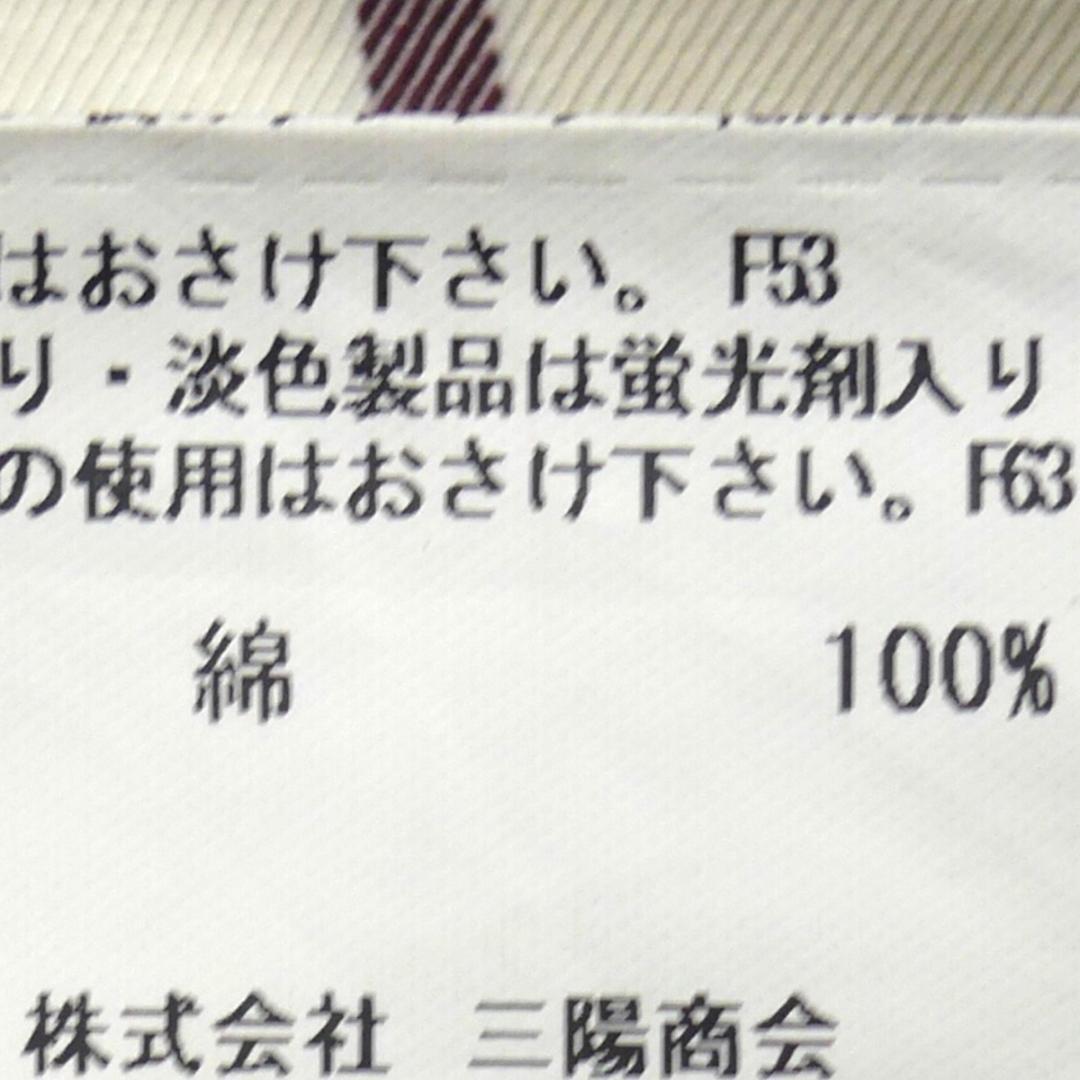 はおさけ下さい。 F53
り・淡色製品は蛍光剤入り
の使用はおさけ下さい。F63
綿 100%
株式会社 三陽商会